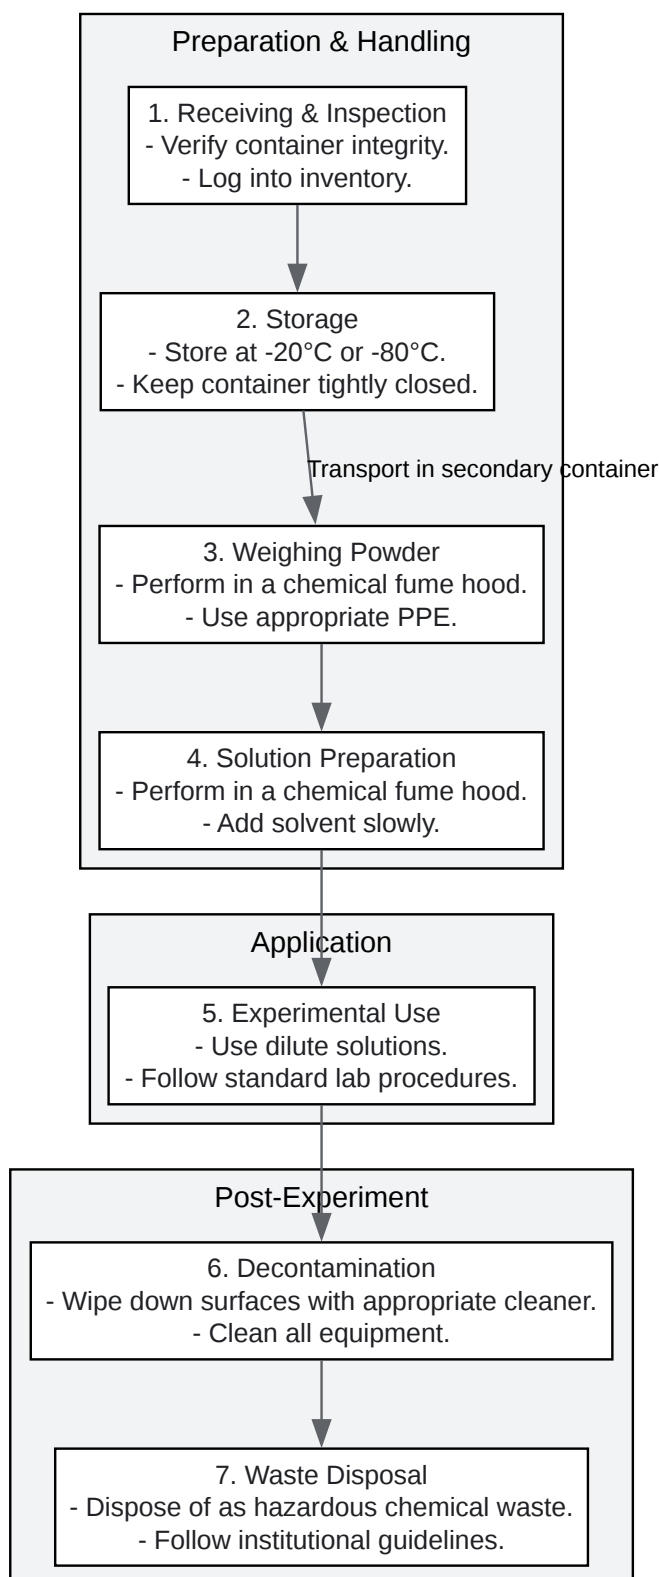 Preparation & Handling
1. Receiving & Inspection
- Verify container integrity.
- Log into inventory.
2. Storage
- Store at -20°C or -80°C.
- Keep container tightly closed.
Transport in secondary container
3. Weighing Powder
- Perform in a chemical fume hood.
- Use appropriate PPE.
4. Solution Preparation
- Perform in a chemical fume hood.
- Add solvent slowly.
Application
5. Experimental Use
- Use dilute solutions.
- Follow standard lab procedures.
Post-Experiment
6. Decontamination
- Wipe down surfaces with appropriate cleaner.
- Clean all equipment.
7. Waste Disposal
- Dispose of as hazardous chemical waste.
- Follow institutional guidelines.